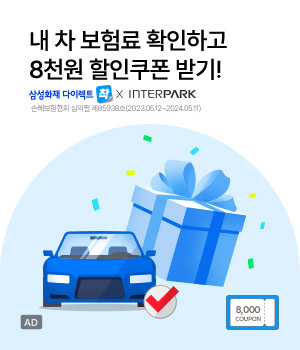 내 차 보험료 확인하고
8천원 할인쿠폰 받기!
삼성화재 다이렉트 착 X INTERPARK
손해보험협회 심의필 제85938호(2023.05.12~2024.05.11)
8,000
COUPON
AD